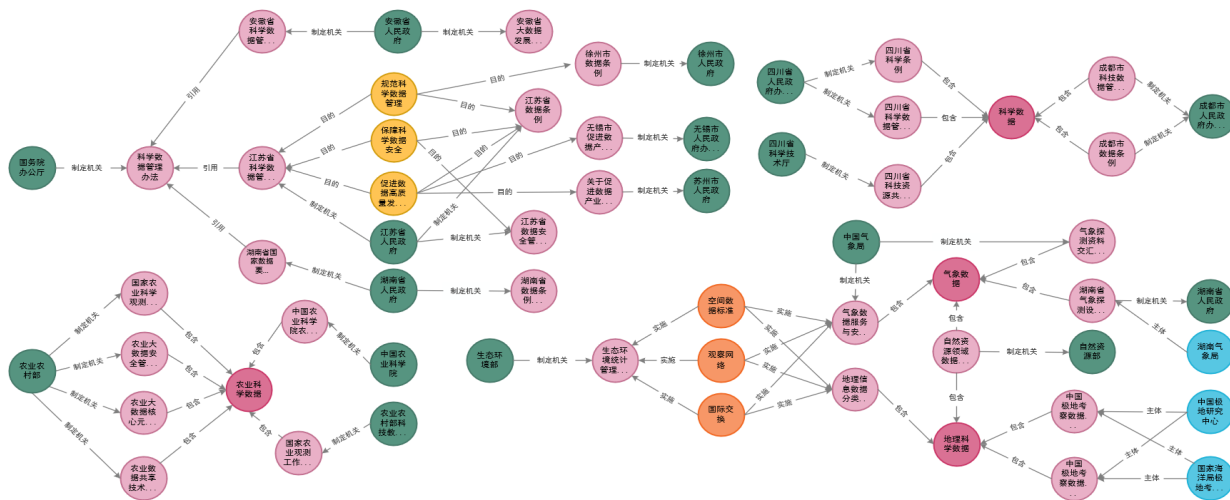 安徽省
科学数
据管...
制定机关
安徽省
人民政
府
制定机关
安徽省
大数据
发展...
引用
国务院
办公厅
制定机关
科学数
据管理
办法
引用
江苏省
科学数
据管...
引用
规范科
学数据
管理
保障科
学数据
安全
促进数
据高质
量发...
江苏省
人民政
府
目的
目的
目的
制定机关
目的
目的
目的
目的
目的
目的
目的
制定机关
制定机关
徐州市
数据条
例
制定机关
徐州市
人民政
府
江苏省
数据条
例
无锡市
促进数
据产...
制定机关
无锡市
人民政
府办...
关于促
进数据
产业...
制定机关
苏州市
人民政
府
江苏省
数据安
全管...
湖南省国
家数据
要...
制定机关
湖南省
人民政
府
制定机关
湖南省
数据条
例...
四川省
人民政
府办...
制定机关
制定机关
四川省
科学条
例
四川省
科学数
据管...
四川省
科学技
术厅
制定机关
四川省
科技资
源共...
包含
包含
包含
科学数
据
包含
包含
成都市
科技数
据管...
成都市
数据条
例
制定机关
制定机关
成都市
人民政
府办...
农业农
村部
制定机关
制定机关
制定机关
制定机关
国家农
业科学
观测...
农业大
数据安
全管...
农业大
数据核
心元...
农业数
据共享
技术...
包含
包含
包含
包含
农业科
学数据
包含
包含
中国农
业科学
院农...
制定机关
中国农
业科学
院
国家农
业观测
工作...
制定机关
农业农
村部科
技教...
生态环
境部
制定机关
生态环
境统计
管理...
实施
实施
实施
空间数
据标准
观察网
络
国际交
换
实施
实施
实施
实施
实施
实施
中国气
象局
制定机关
制定机关
气象数
据服务
与安...
地理信
息数据
分类..
包含
包含
气象数
据
包含
包含
气象探
测资料
交汇...
湖南省
气象探
测设...
制定机关
湖南省
人民政
府
主体
湖南气
象局
包含
自然资
源领域
数据...
制定机关
自然资
源部
包含
地理科
学数据
包含
包含
中国
极地考
察数据.
中国
极地考
察数据.
主体
主体
主体
主体
中国极
地研究
中心
国家海
洋局极
地考...